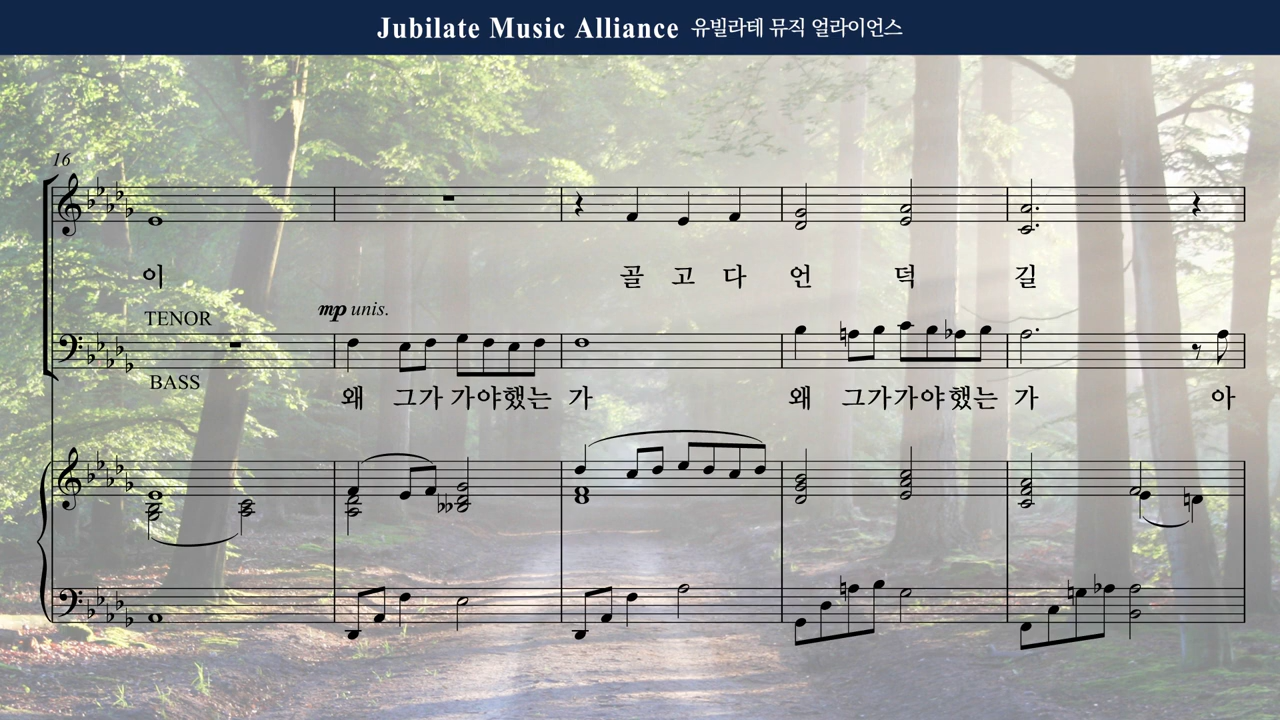 Jubilate Music Alliance 유빌라테 뮤직 얼라이언스
16
이 골 고 다 언 덕 길
TENOR
mp unis.
BASS
왜 그가 가야했는 가 왜 그가가야했는 가 아